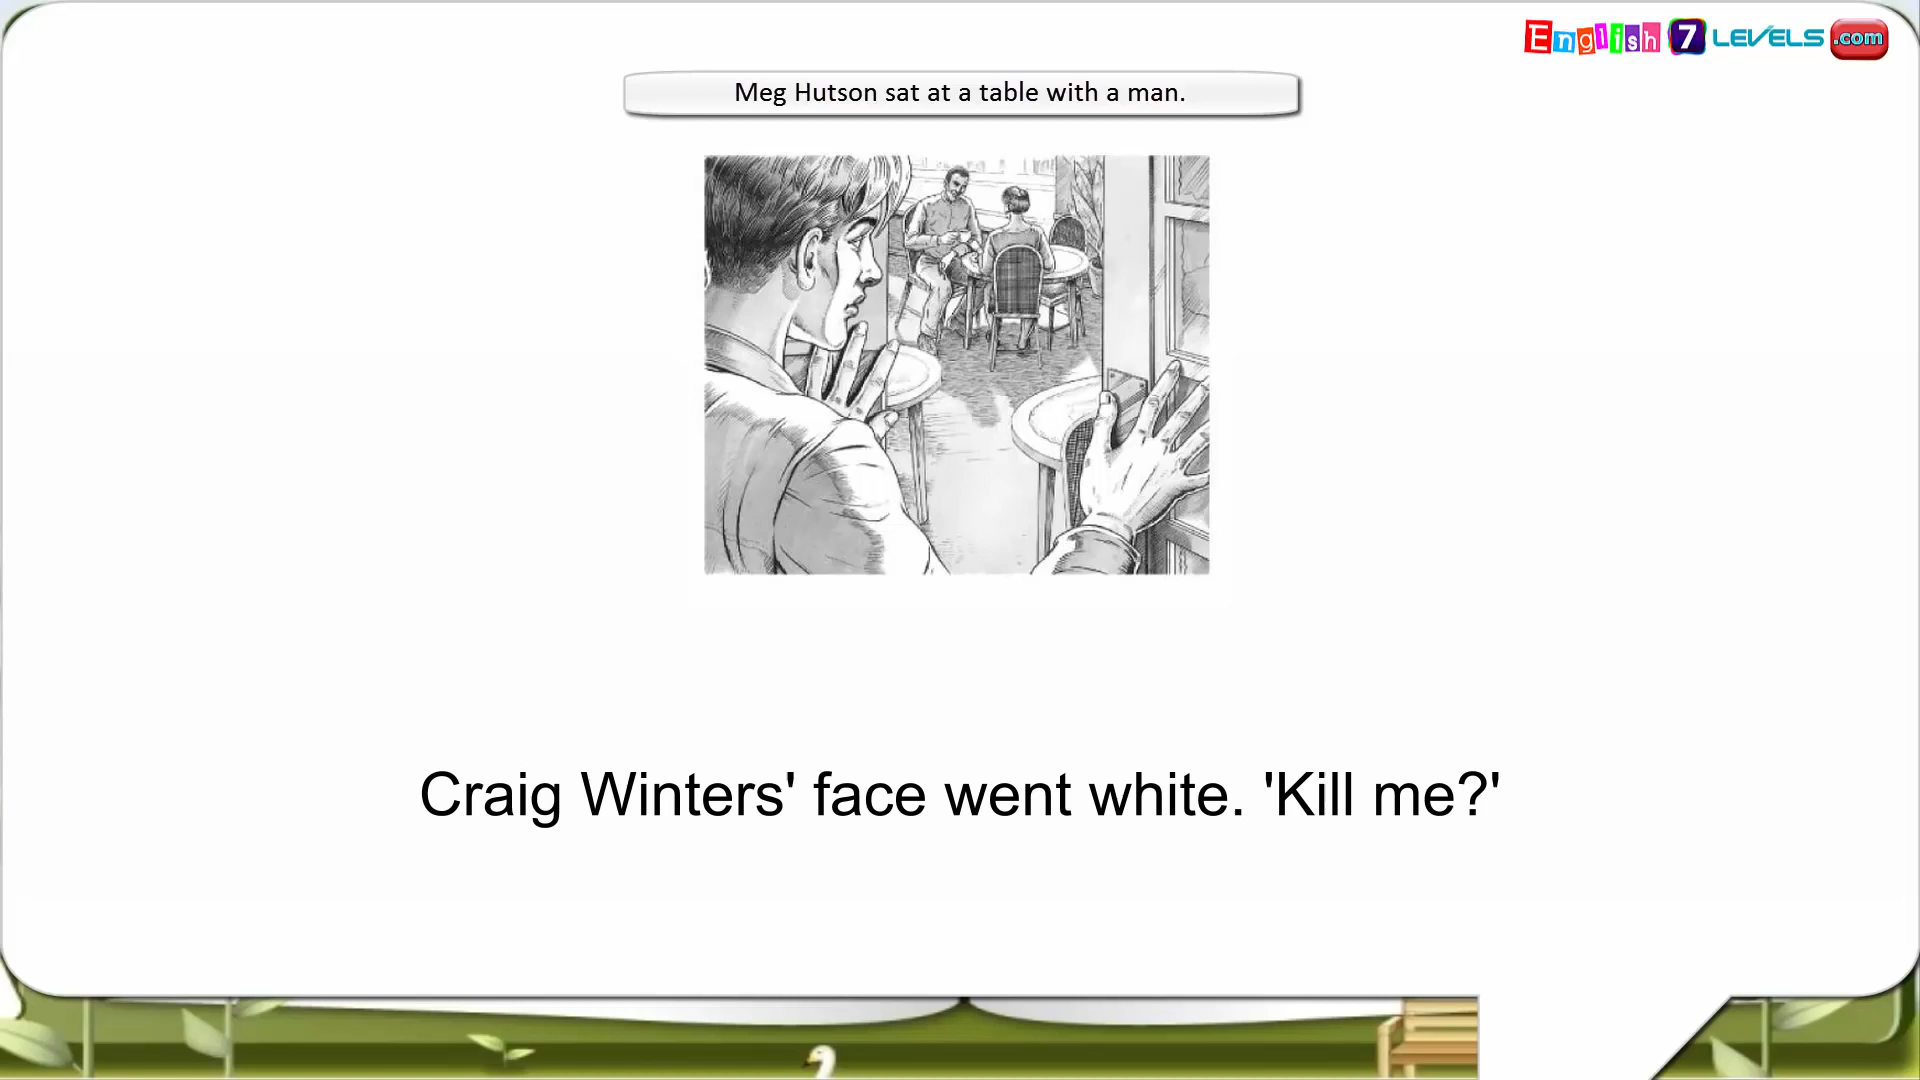 English 7 LEVELS .com
Meg Hutson sat at a table with a man.
Craig Winters' face went white. 'Kill me?'